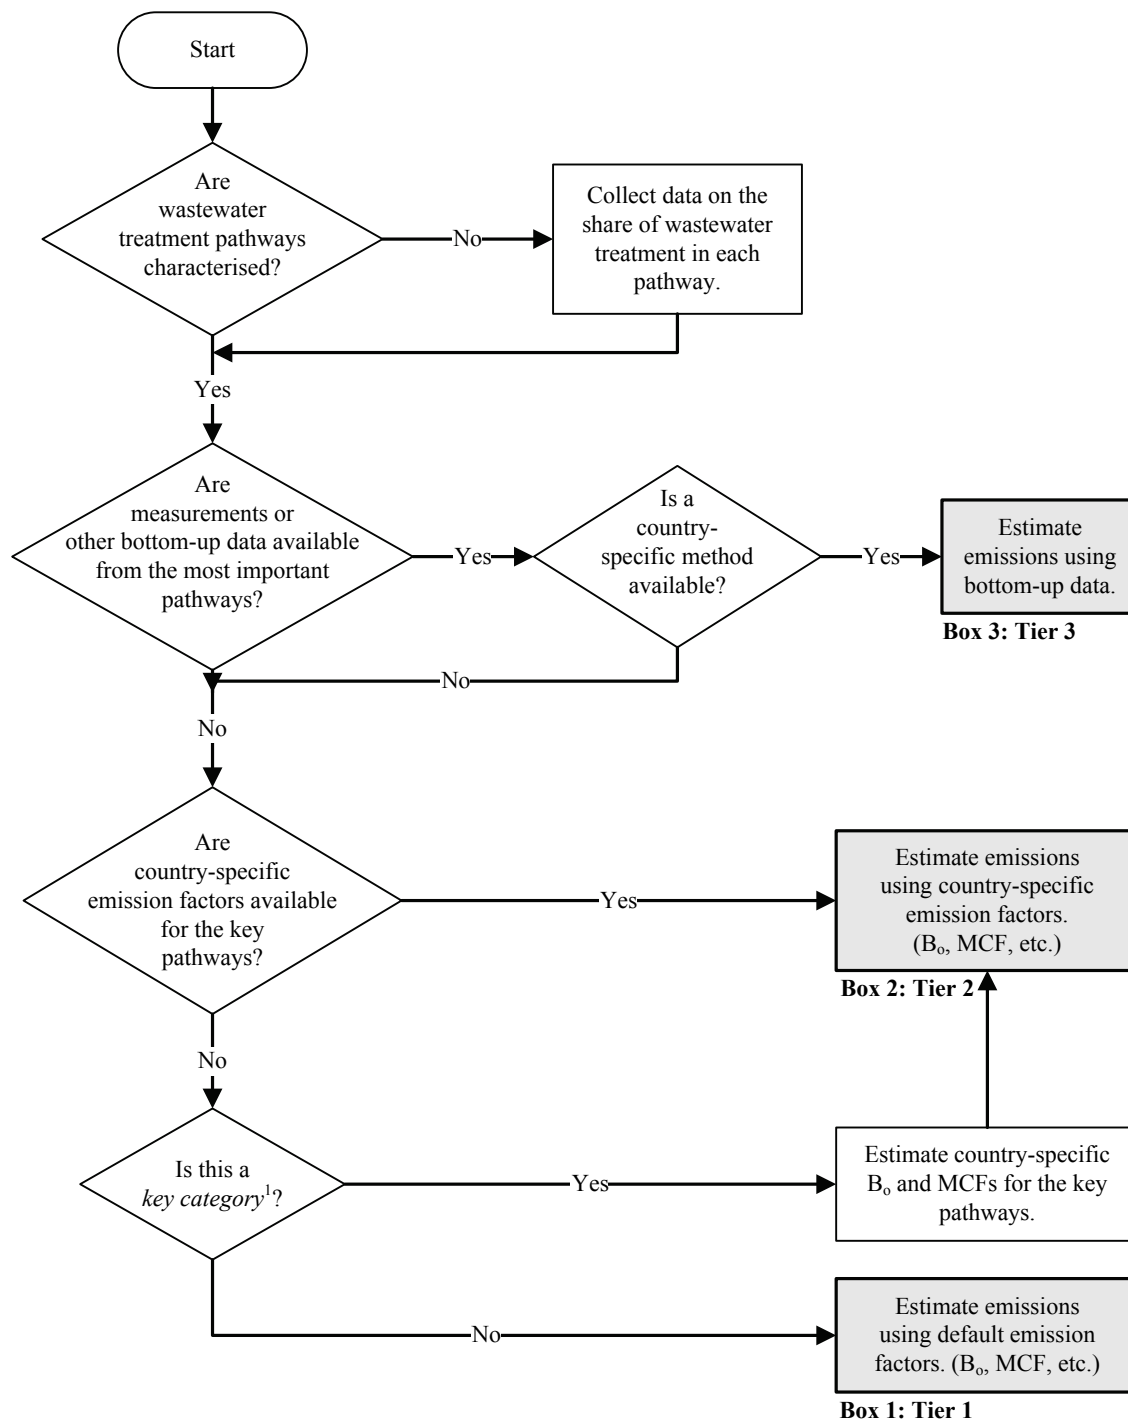 Start
Are
wastewater
treatment pathways
characterised?
No
Collect data on the
share of wastewater
treatment in each
pathway.
Yes
Are
measurements or
other bottom-up data available
from the most important
pathways?
Yes
Is a
country-
specific method
available?
Yes
Estimate
emissions using
bottom-up data.
Box 3: Tier 3
No
No
Are
country-specific
emission factors available
for the key
pathways?
Yes
Estimate emissions
using country-specific
emission factors.
(Bₒ, MCF, etc.)
Box 2: Tier 2
No
Is this a
key category¹?
Yes
Estimate country-specific
Bₒ and MCFs for the key
pathways.
No
Estimate emissions
using default emission
factors. (Bₒ, MCF, etc.)
Box 1: Tier 1